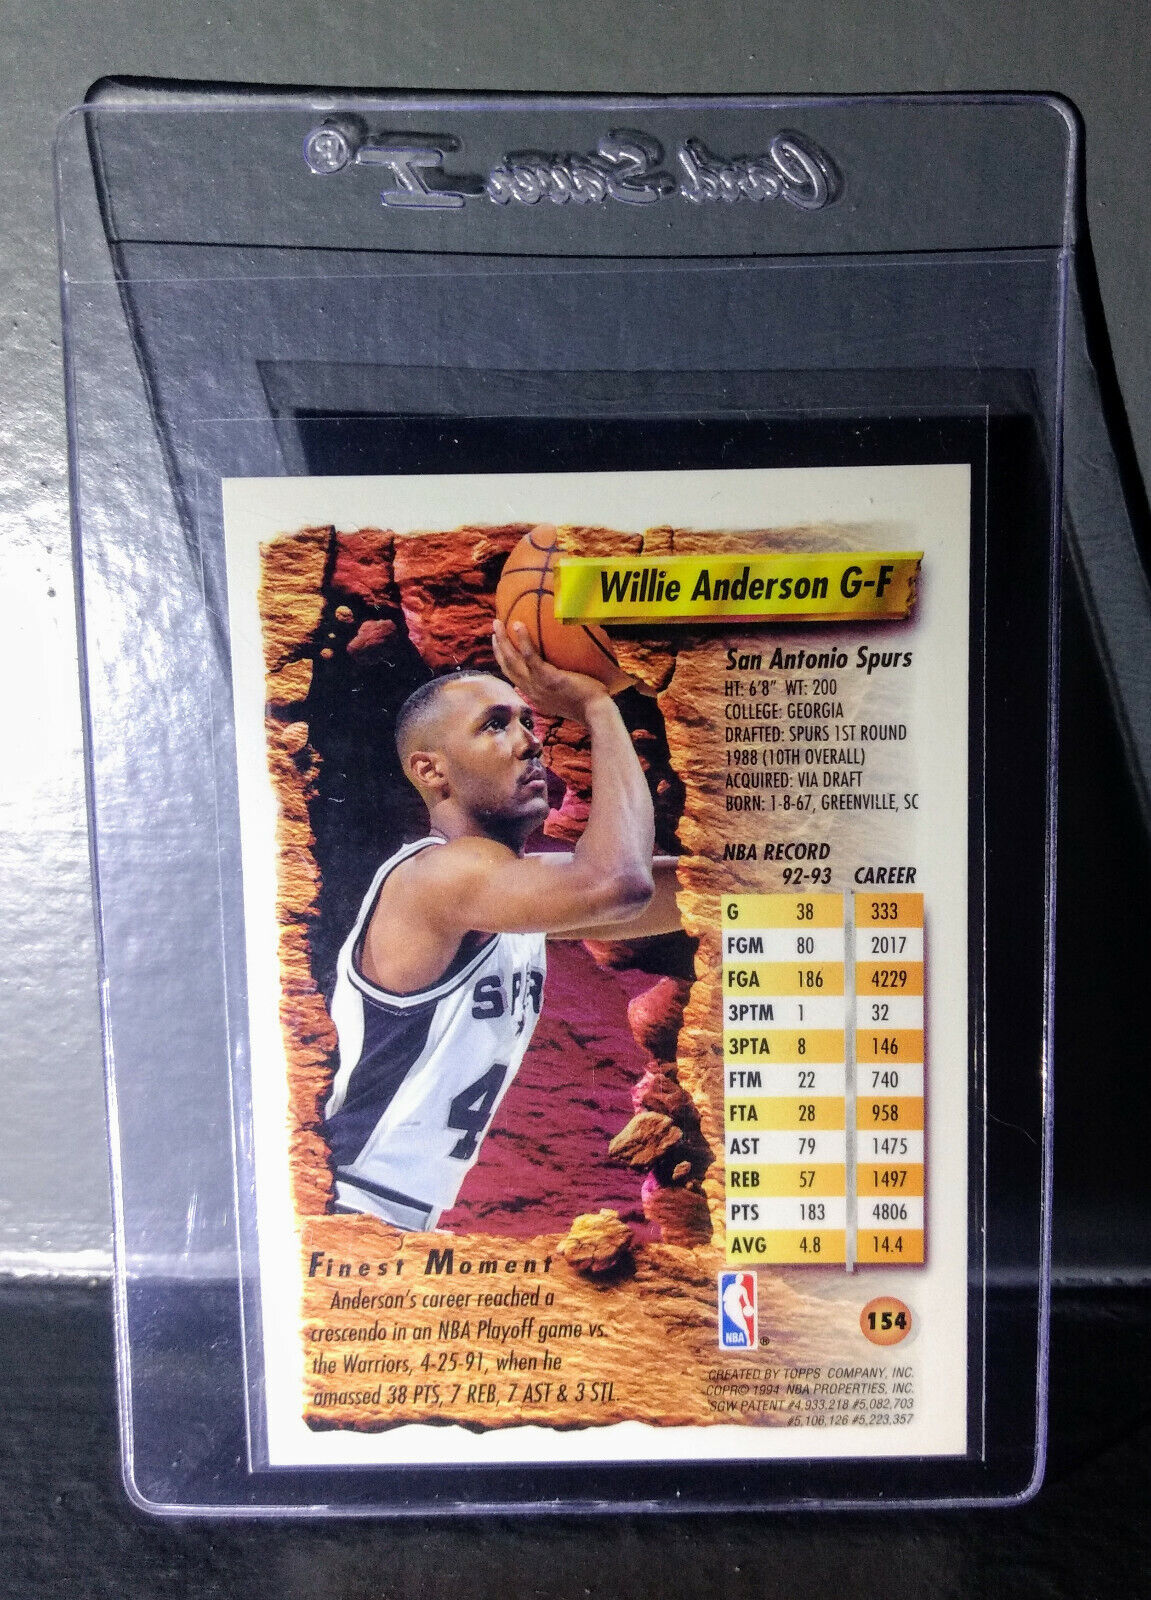 Card Saver I®
Willie Anderson G-F
San Antonio Spurs
HT: 6'8" WT: 200
COLLEGE: GEORGIA
DRAFTED: SPURS 1ST ROUND
1988 (10TH OVERALL)
ACQUIRED: VIA DRAFT
BORN: 1-8-67, GREENVILLE, SC
NBA RECORD
92-93 CAREER
G 38 333
FGM 80 2017
FGA 186 4229
3PTM 1 32
3PTA 8 146
FTM 22 740
FTA 28 958
AST 79 1475
REB 57 1497
PTS 183 4806
AVG 4.8 14.4
SPUR
4
Finest Moment
Anderson's career reached a
crescendo in an NBA Playoff game vs.
the Warriors, 4-25-91, when he
amassed 38 PTS, 7 REB, 7 AST & 3 STL.
NBA ®
154
CREATED BY TOPPS COMPANY, INC.
COPR© 1994 NBA PROPERTIES, INC.
SGW PATENT #4,933,218 #5,082,703
#5,106,126 #5,223,357